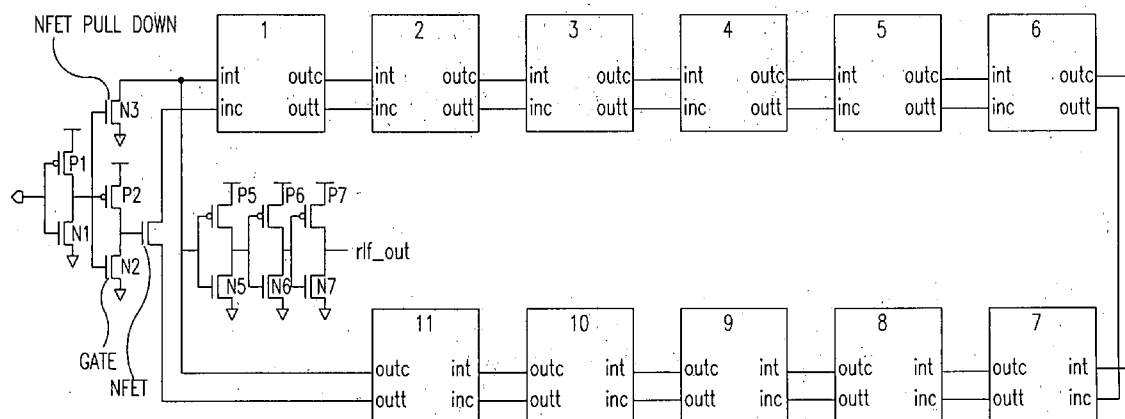 NFET PULL DOWN
1 2 3 4 5 6
int outc int outc int outc int outc int outc int outc
inc outt inc outt inc outt inc outt inc outt inc outt
N3
P1
P2
N1
N2
P5 P6 P7
rlf_out
N5 N6 N7
GATE
NFET
11 10 9 8 7
outc int outc int outc int outc int outc int
outt inc outt inc outt inc outt inc outt inc